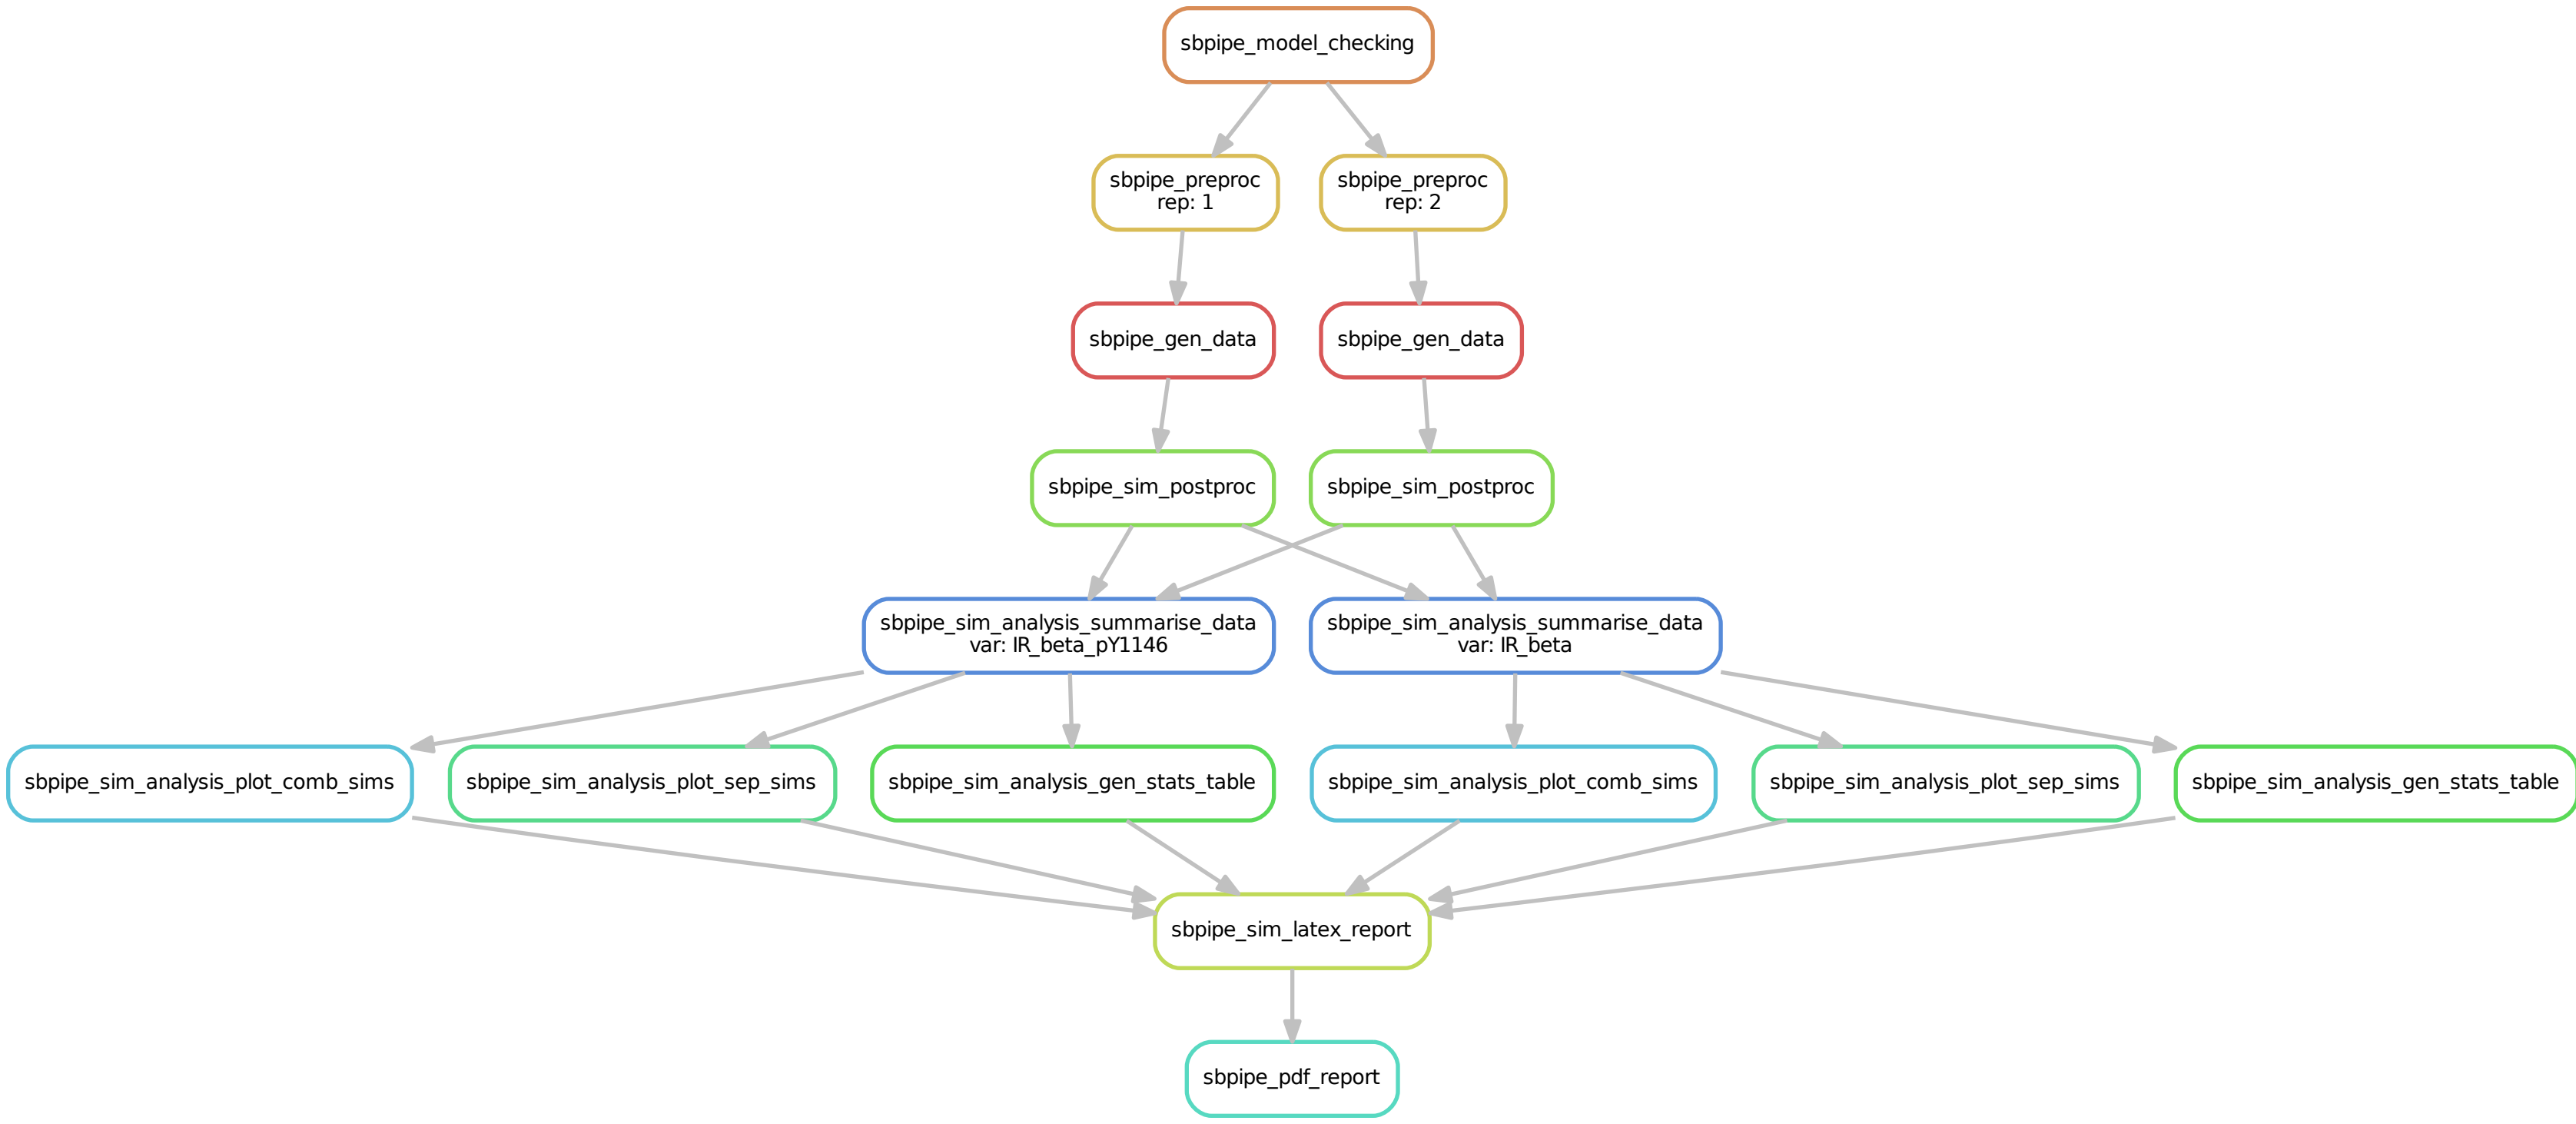 sbpipe_model_checking
sbpipe_preproc
rep: 1
sbpipe_preproc
rep: 2
sbpipe_gen_data
sbpipe_gen_data
sbpipe_sim_postproc
sbpipe_sim_postproc
sbpipe_sim_analysis_summarise_data
var: IR_beta_pY1146
sbpipe_sim_analysis_summarise_data
var: IR_beta
sbpipe_sim_analysis_plot_comb_sims
sbpipe_sim_analysis_plot_sep_sims
sbpipe_sim_analysis_gen_stats_table
sbpipe_sim_analysis_plot_comb_sims
sbpipe_sim_analysis_plot_sep_sims
sbpipe_sim_analysis_gen_stats_table
sbpipe_sim_latex_report
sbpipe_pdf_report